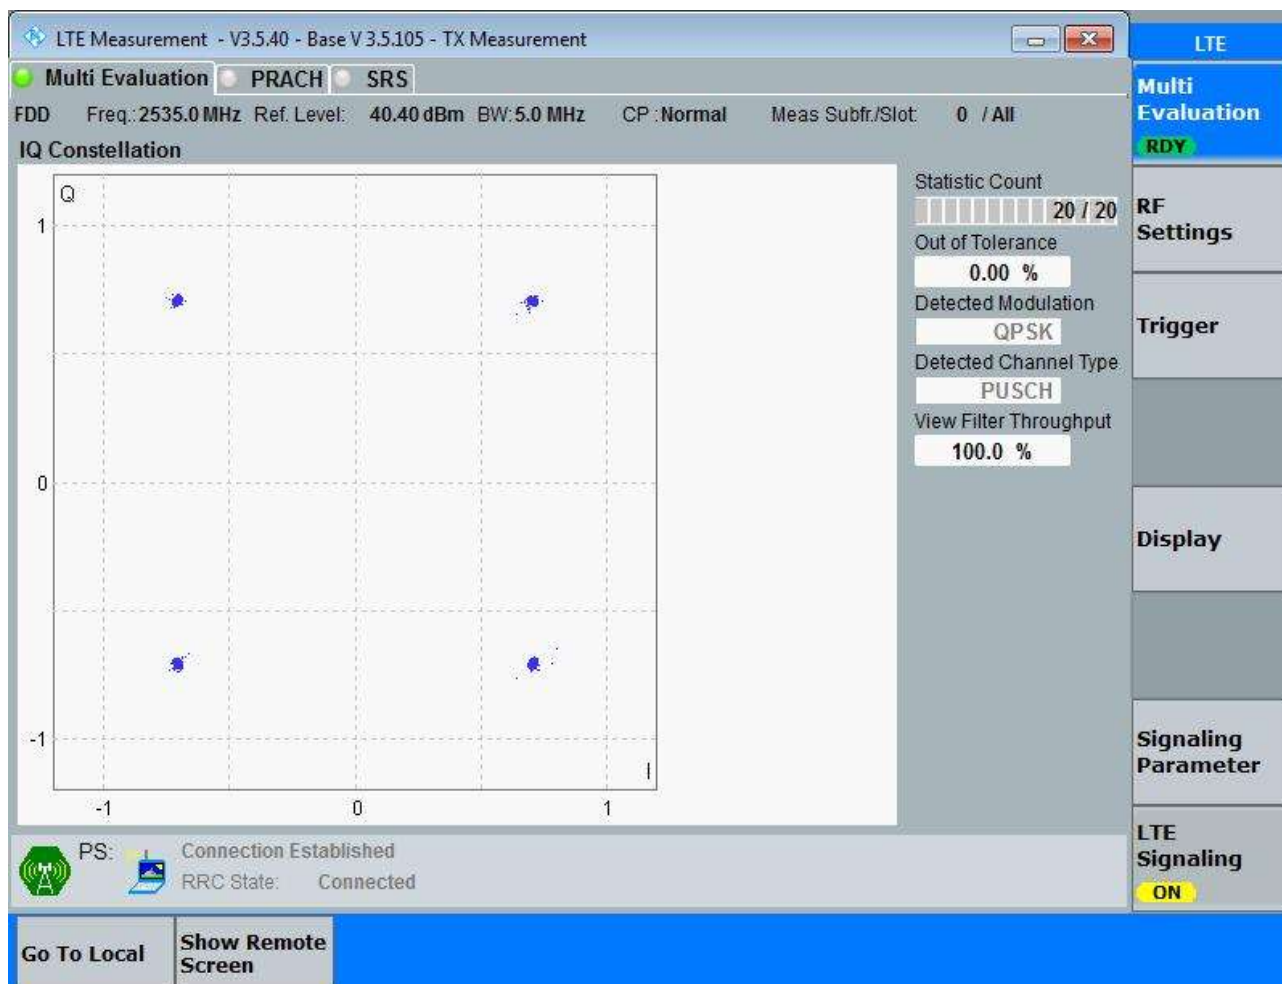 LTE Measurement - V3.5.40 - Base V 3.5.105 - TX Measurement
LTE
Multi Evaluation PRACH SRS
FDD Freq.:2535.0 MHz Ref. Level: 40.40 dBm BW:5.0 MHz CP :Normal Meas Subfr./Slot: 0 / All
IQ Constellation
Q
1
0
-1
I
-1 0 1
Statistic Count
20 / 20
Out of Tolerance
0.00 %
Detected Modulation
QPSK
Detected Channel Type
PUSCH
View Filter Throughput
100.0 %
Multi
Evaluation
RDY
RF
Settings
Trigger
Display
Signaling
Parameter
LTE
Signaling
ON
PS: Connection Established
RRC State: Connected
Go To Local
Show Remote
Screen